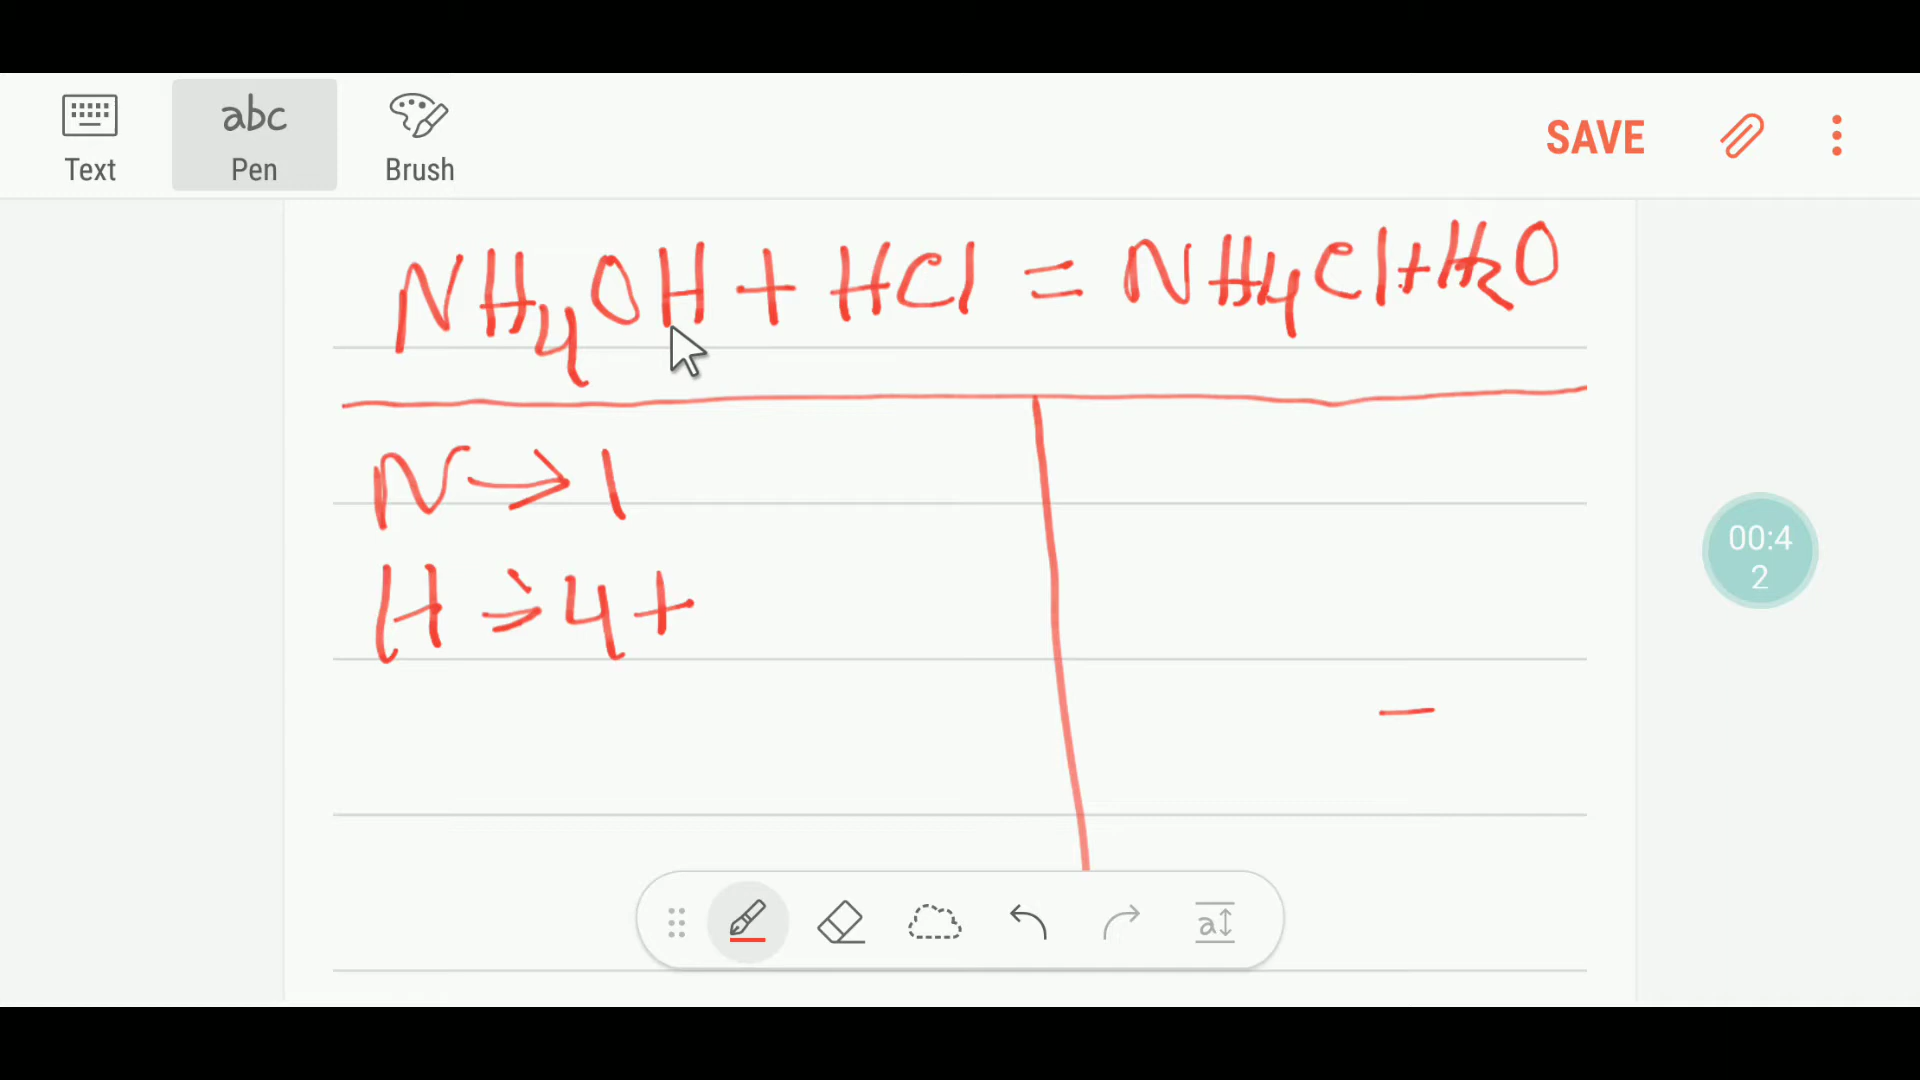 Text
abc
Pen
Brush
SAVE
NH4OH + HCl = NH4Cl + H2O
N → 1
H → 4 +
00:4
2
—
a